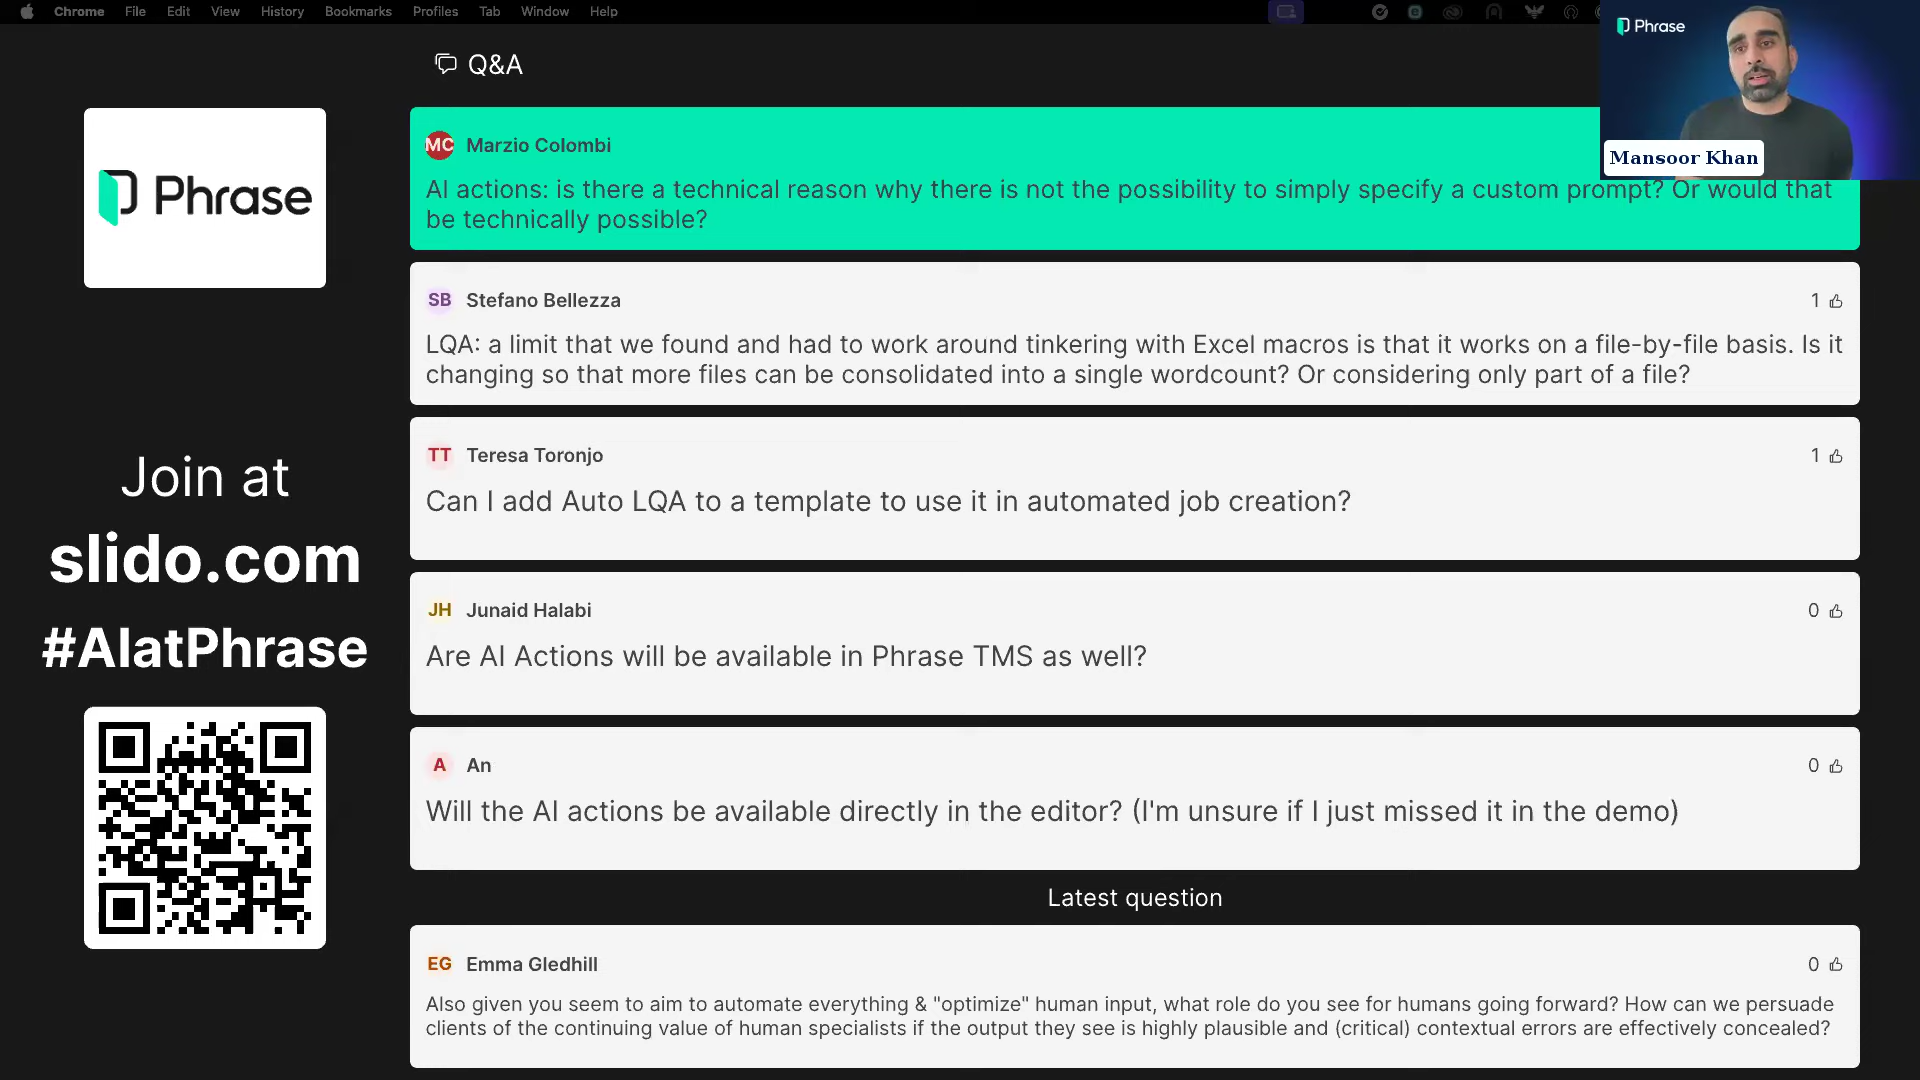 Chrome File Edit View History Bookmarks Profiles Tab Window Help
Phrase
Mansoor Khan
Q&A
Phrase
Join at
slido.com
#AIatPhrase
MC Marzio Colombi
AI actions: is there a technical reason why there is not the possibility to simply specify a custom prompt? Or would that
be technically possible?
SB Stefano Bellezza 1
LQA: a limit that we found and had to work around tinkering with Excel macros is that it works on a file-by-file basis. Is it
changing so that more files can be consolidated into a single wordcount? Or considering only part of a file?
TT Teresa Toronjo 1
Can I add Auto LQA to a template to use it in automated job creation?
JH Junaid Halabi 0
Are AI Actions will be available in Phrase TMS as well?
A An 0
Will the AI actions be available directly in the editor? (I'm unsure if I just missed it in the demo)
Latest question
EG Emma Gledhill 0
Also given you seem to aim to automate everything & "optimize" human input, what role do you see for humans going forward? How can we persuade
clients of the continuing value of human specialists if the output they see is highly plausible and (critical) contextual errors are effectively concealed?